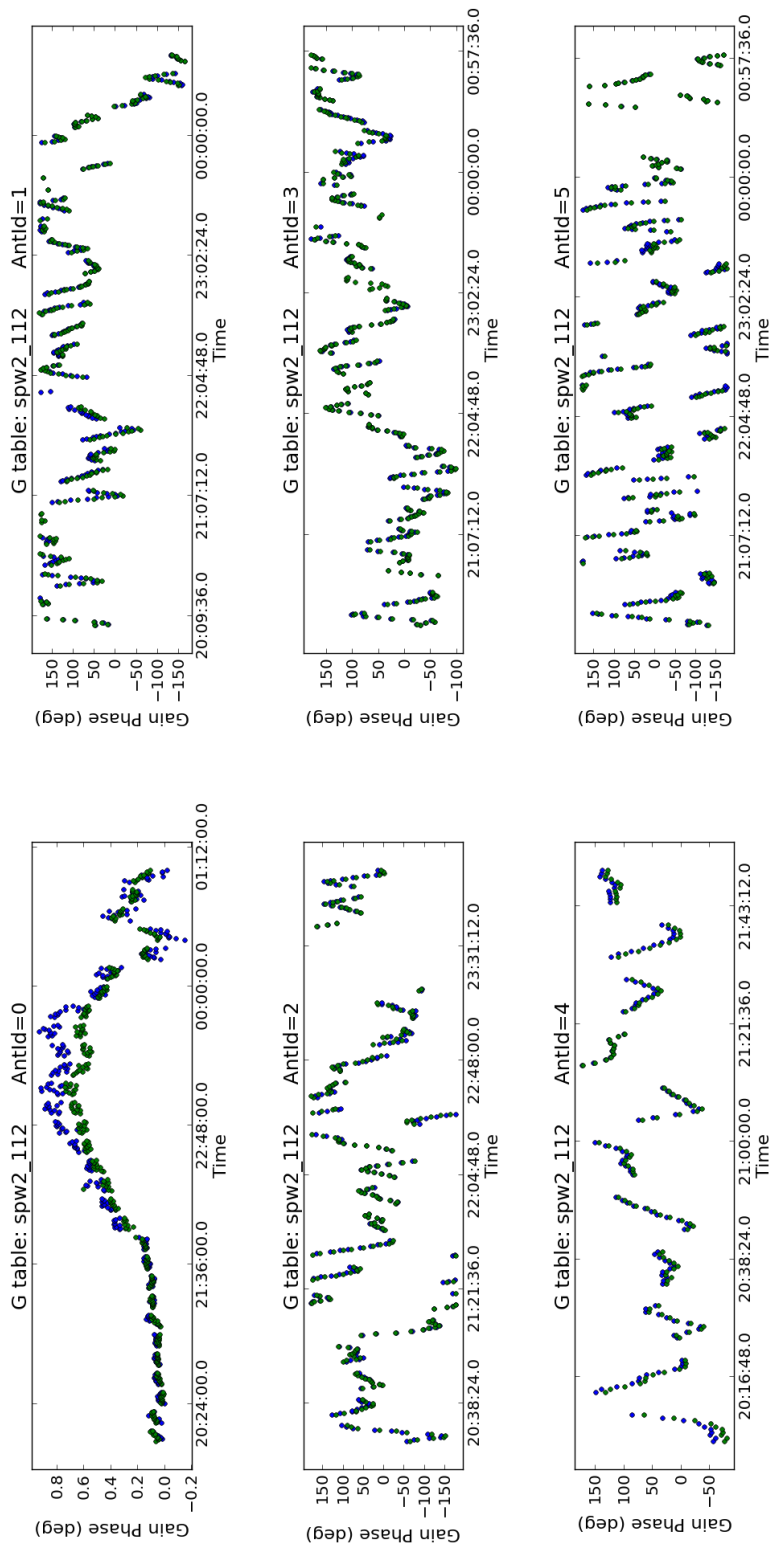 G table: spw2_112 AntId=0
Gain Phase (deg)
0.8
0.6
0.4
0.2
0.0
−0.2
20:24:00.0 21:36:00.0 22:48:00.0 00:00:00.0 01:12:00.0
Time
G table: spw2_112 AntId=1
Gain Phase (deg)
150
100
50
0
−50
−100
−150
20:09:36.0 21:07:12.0 22:04:48.0 23:02:24.0 00:00:00.0
Time
G table: spw2_112 AntId=2
Gain Phase (deg)
150
100
50
0
−50
−100
−150
20:38:24.0 21:21:36.0 22:04:48.0 22:48:00.0 23:31:12.0
Time
G table: spw2_112 AntId=3
Gain Phase (deg)
150
100
50
0
−50
−100
21:07:12.0 22:04:48.0 23:02:24.0 00:00:00.0 00:57:36.0
Time
G table: spw2_112 AntId=4
Gain Phase (deg)
150
100
50
0
−50
20:16:48.0 20:38:24.0 21:00:00.0 21:21:36.0 21:43:12.0
Time
G table: spw2_112 AntId=5
Gain Phase (deg)
150
100
50
0
−50
−100
−150
21:07:12.0 22:04:48.0 23:02:24.0 00:00:00.0 00:57:36.0
Time